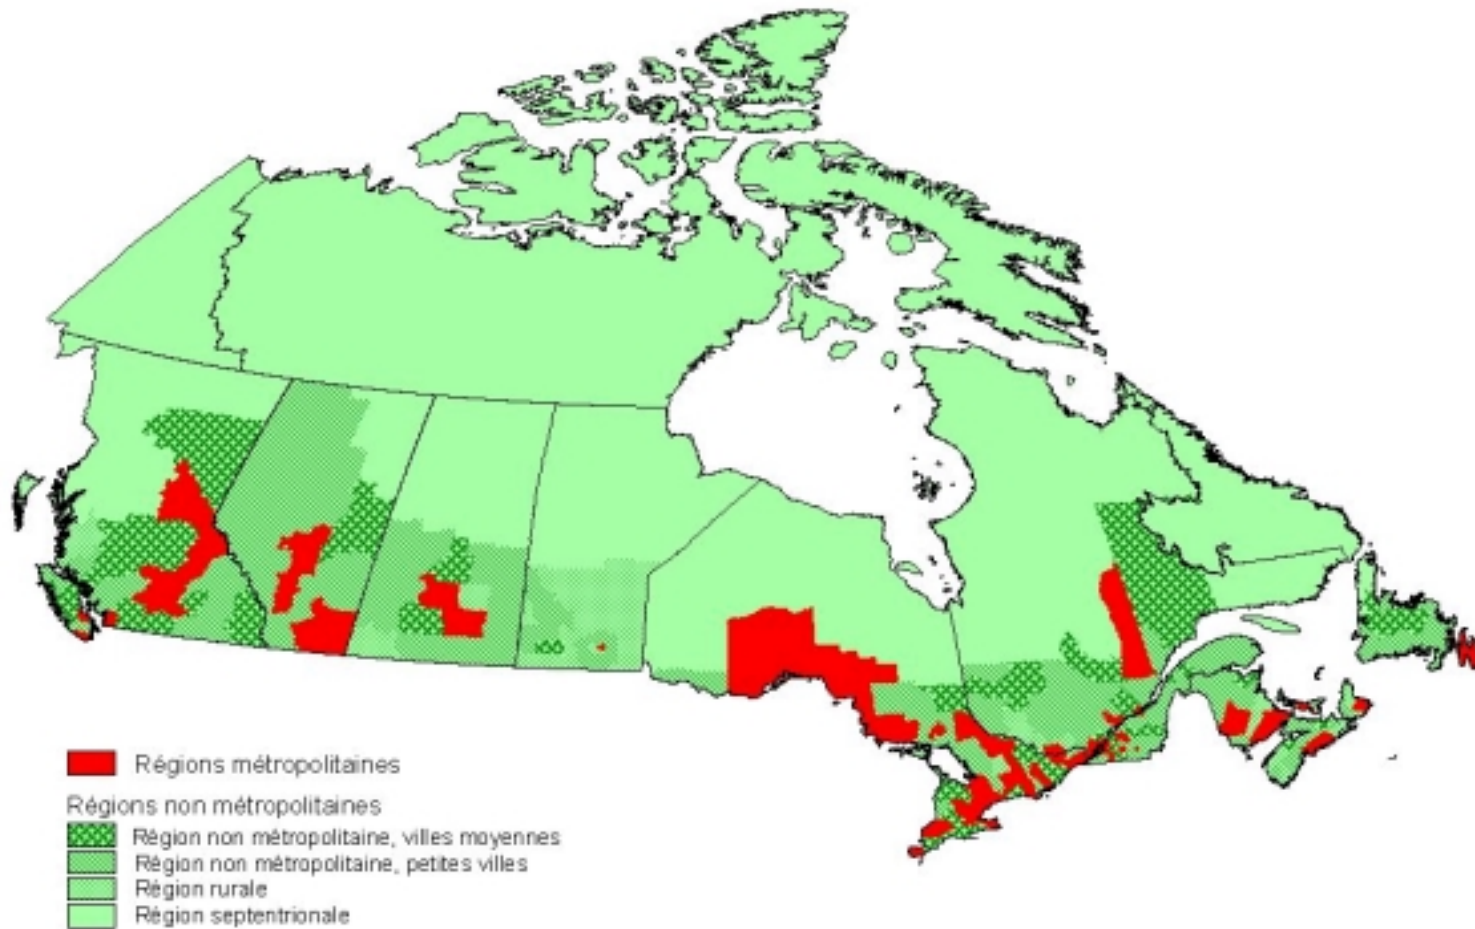 Régions métropolitaines
Régions non métropolitaines
Région non métropolitaine, villes moyennes
Région non métropolitaine, petites villes
Région rurale
Région septentrionale